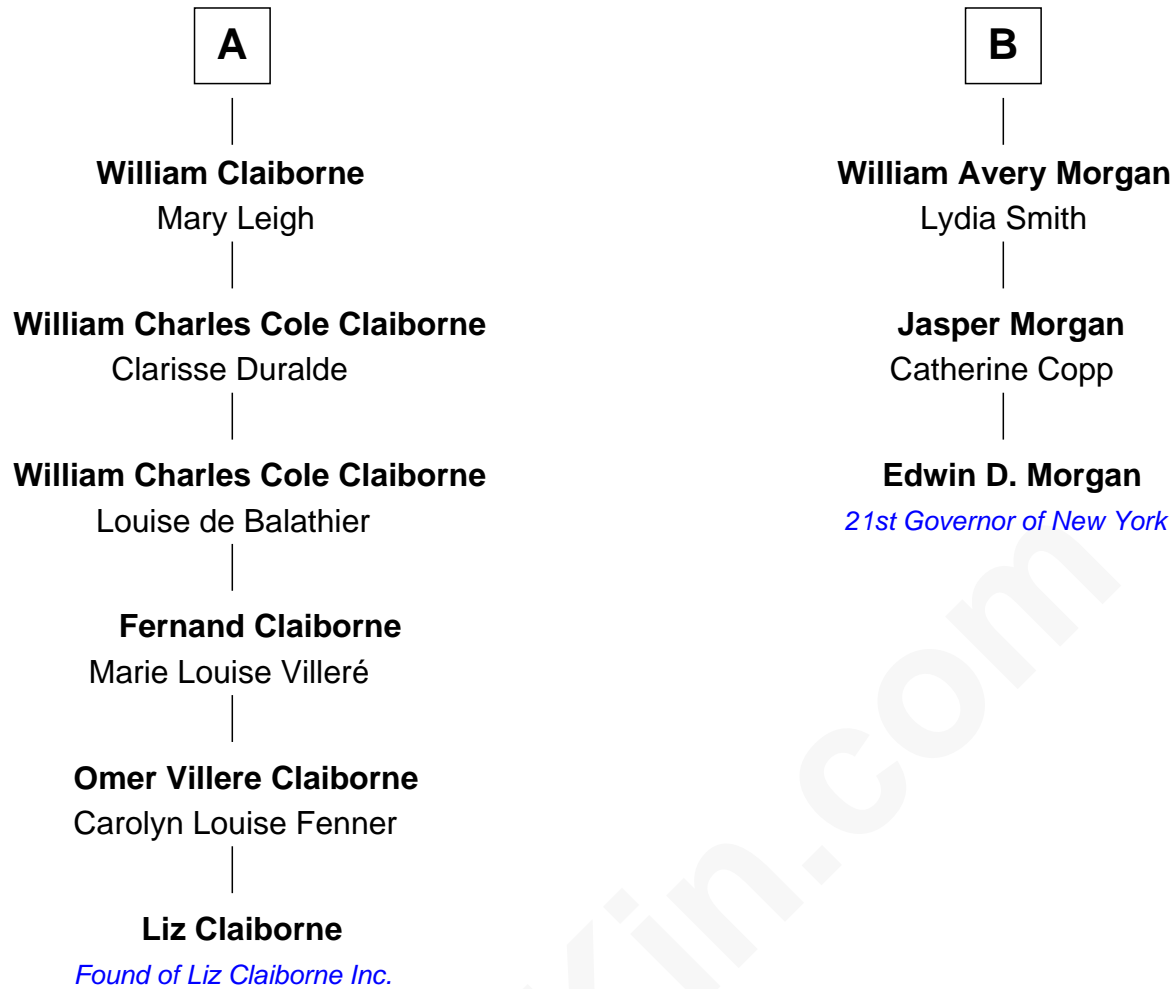 A
William Claiborne
Mary Leigh
William Charles Cole Claiborne
Clarisse Duralde
William Charles Cole Claiborne
Louise de Balathier
Fernand Claiborne
Marie Louise Villeré
Omer Villere Claiborne
Carolyn Louise Fenner
Liz Claiborne
Found of Liz Claiborne Inc.
B
William Avery Morgan
Lydia Smith
Jasper Morgan
Catherine Copp
Edwin D. Morgan
21st Governor of New York
Kin.com